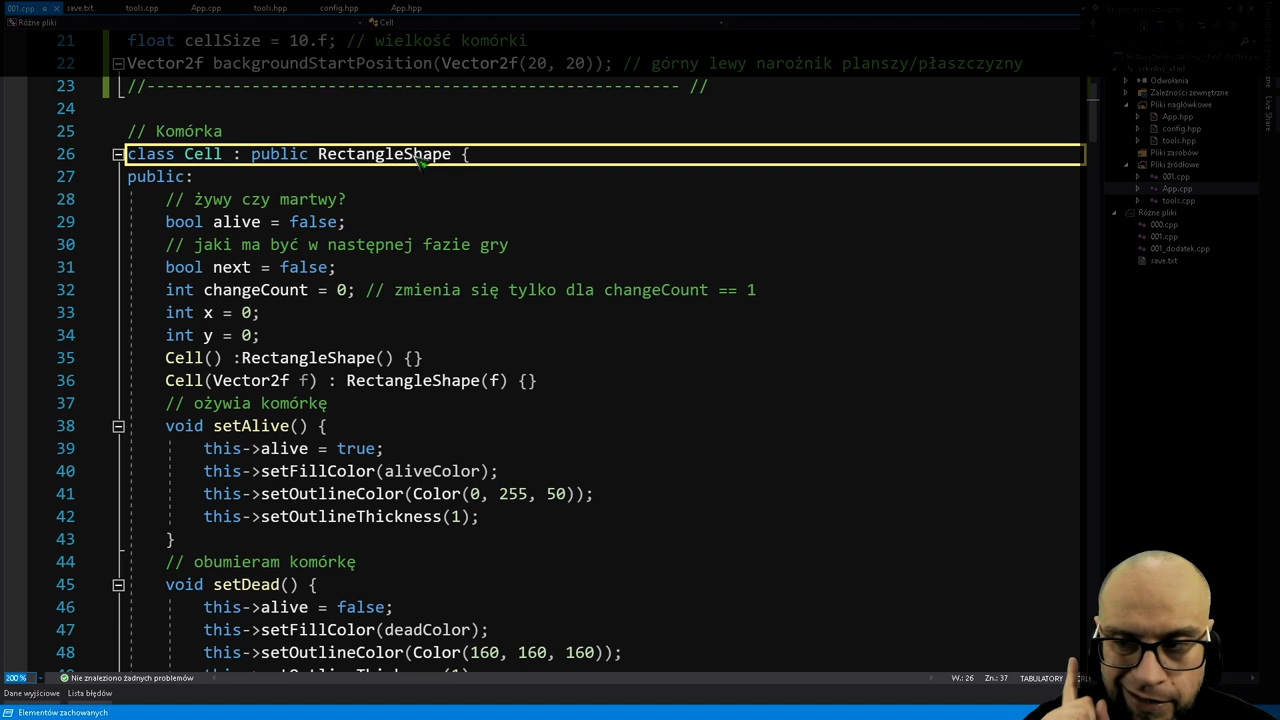 001.cpp
save.txt
tools.cpp
App.cpp
tools.hpp
config.hpp
App.hpp
Różne pliki
Cell
21 float cellSize = 10.f; // wielkość komórki
22 Vector2f backgroundStartPosition(Vector2f(20, 20)); // górny lewy narożnik planszy/płaszczyzny
23 //-------------------------------------------------------- //
24
25 // Komórka
26 class Cell : public RectangleShape {
27 public:
28 // żywy czy martwy?
29 bool alive = false;
30 // jaki ma być w następnej fazie gry
31 bool next = false;
32 int changeCount = 0; // zmienia się tylko dla changeCount == 1
33 int x = 0;
34 int y = 0;
35 Cell() :RectangleShape() {}
36 Cell(Vector2f f) : RectangleShape(f) {}
37 // ożywia komórkę
38 void setAlive() {
39 this->alive = true;
40 this->setFillColor(aliveColor);
41 this->setOutlineColor(Color(0, 255, 50));
42 this->setOutlineThickness(1);
43 }
44 // obumieram komórkę
45 void setDead() {
46 this->alive = false;
47 this->setFillColor(deadColor);
48 this->setOutlineColor(Color(160, 160, 160));
Odwołania
Zależności zewnętrzne
Pliki nagłówkowe
App.hpp
config.hpp
tools.hpp
Pliki zasobów
Pliki źródłowe
001.cpp
App.cpp
tools.cpp
Różne pliki
000.cpp
001.cpp
001_dodatek.cpp
save.txt
Live Share
200 %
Nie znaleziono żadnych problemów
W.: 26
Zn.: 37
TABULATORY
Dane wyjściowe
Lista błędów
Elementów zachowanych